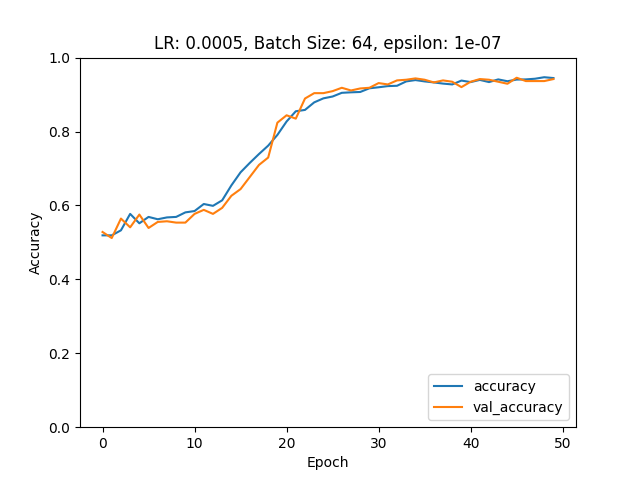 LR: 0.0005, Batch Size: 64, epsilon: 1e-07
1.0
0.8
0.6
0.4
0.2
0.0
Accuracy
accuracy
val_accuracy
0 10 20 30 40 50
Epoch